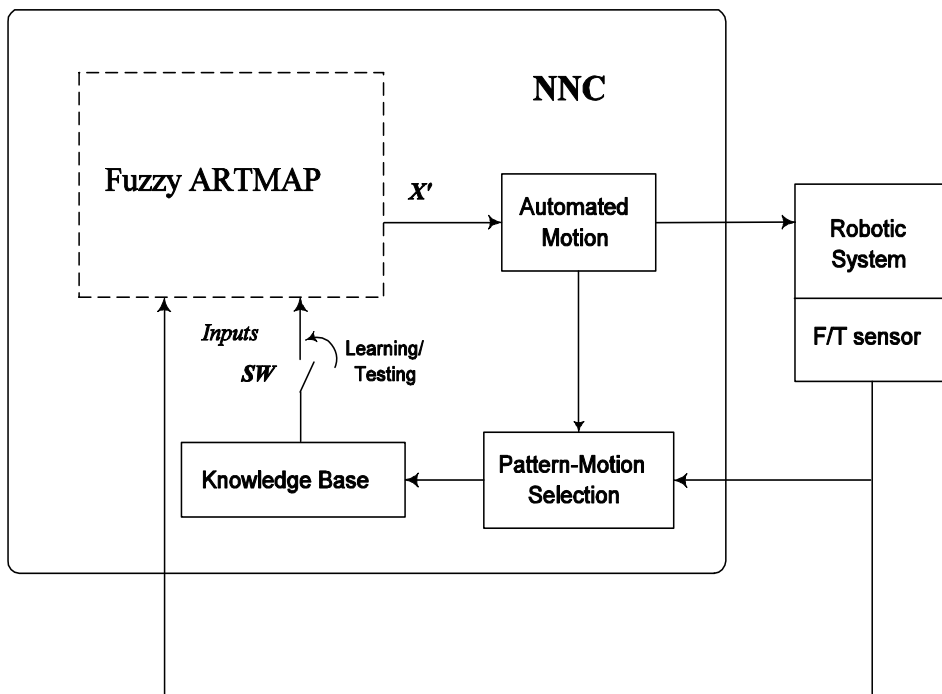 NNC
Fuzzy ARTMAP
X'
Automated
Motion
Robotic
System
F/T sensor
Inputs
SW
Learning/
Testing
Knowledge Base
Pattern-Motion
Selection